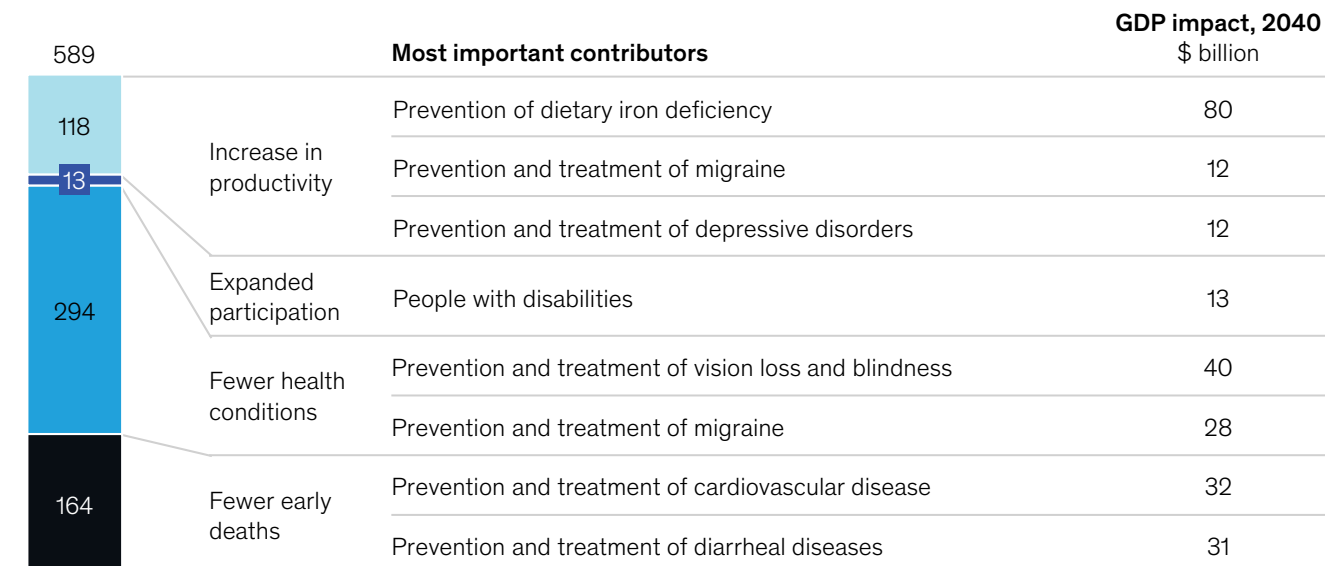 GDP impact, 2040
589
Most important contributors
$ billion
118
Increase in
productivity
Prevention of dietary iron deficiency
80
Prevention and treatment of migraine
12
Prevention and treatment of depressive disorders
12
13
Expanded
participation
People with disabilities
13
294
Fewer health
conditions
Prevention and treatment of vision loss and blindness
40
Prevention and treatment of migraine
28
164
Fewer early
deaths
Prevention and treatment of cardiovascular disease
32
Prevention and treatment of diarrheal diseases
31